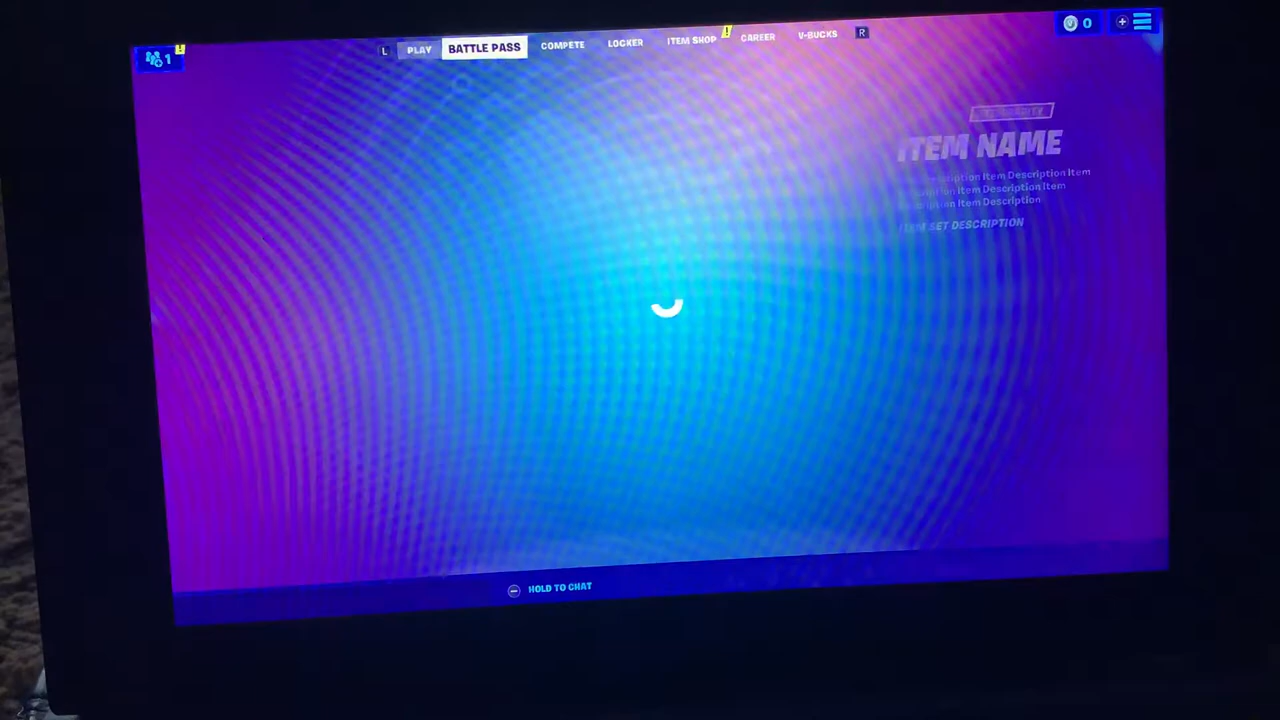 1
!
L
PLAY
BATTLE PASS
COMPETE
LOCKER
ITEM SHOP
!
CAREER
V-BUCKS
R
0
ITEM NAME
Item Description Item
Item Description Item
Item Description
ITEM SET DESCRIPTION
HOLD TO CHAT